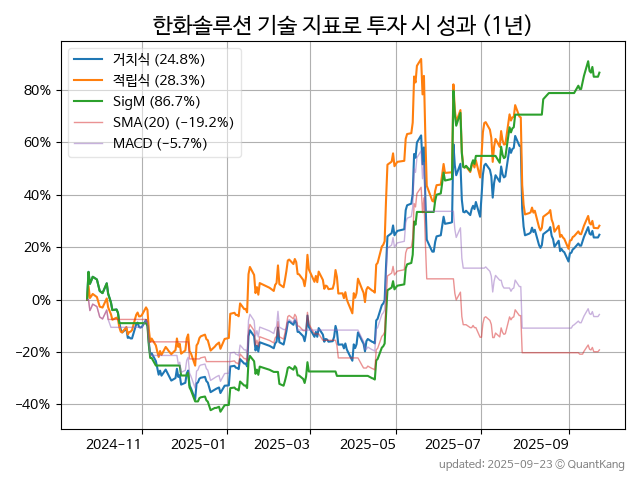 한화솔루션 기술 지표로 투자 시 성과 (1년)
거치식 (24.8%)
적립식 (28.3%)
SigM (86.7%)
SMA(20) (-19.2%)
MACD (-5.7%)
80%
60%
40%
20%
0%
-20%
-40%
2024-11 2025-01 2025-03 2025-05 2025-07 2025-09
updated: 2025-09-23 ⓒ QuantKang